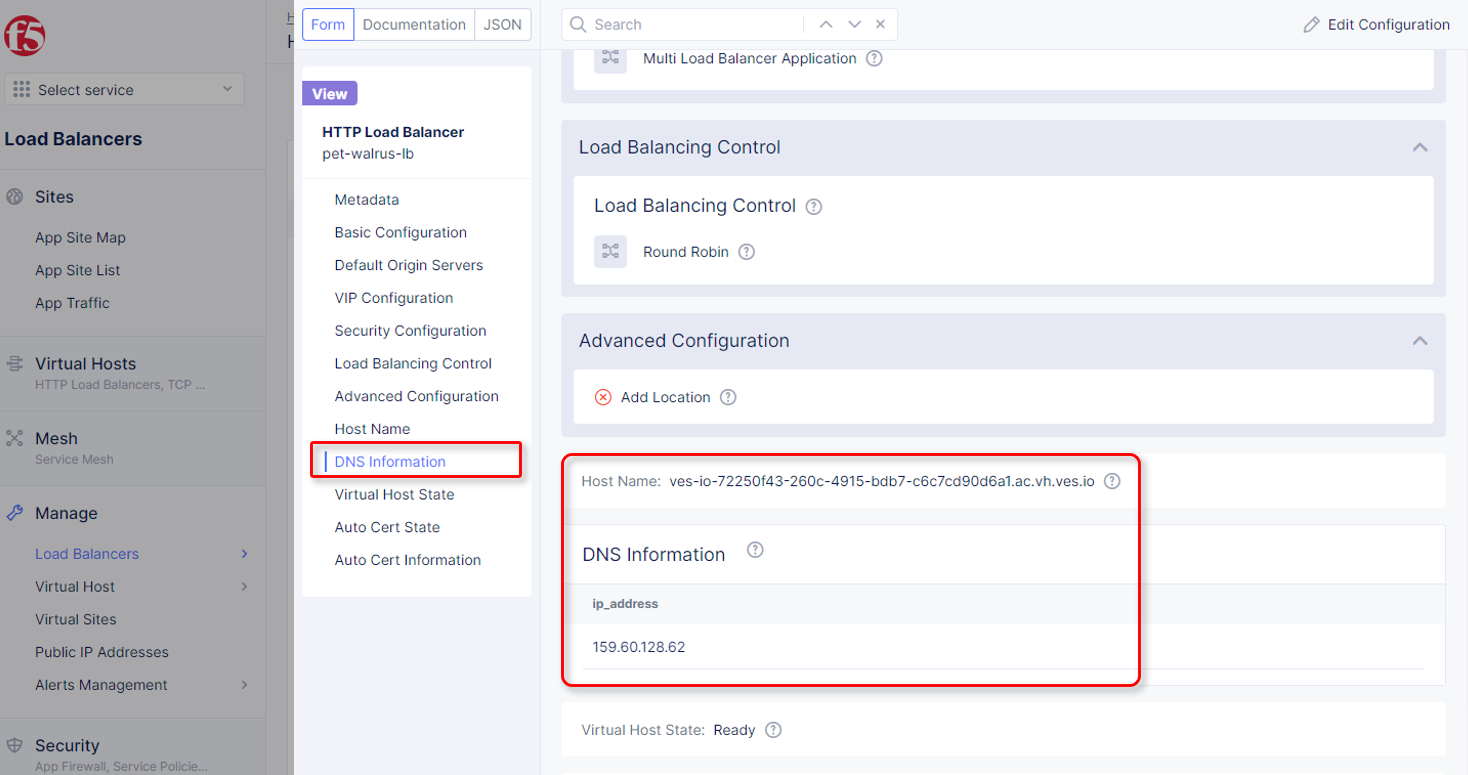 f5
Select service
Load Balancers
Sites
App Site Map
App Site List
App Traffic
Virtual Hosts
HTTP Load Balancers, TCP ...
Mesh
Service Mesh
Manage
Load Balancers
Virtual Host
Virtual Sites
Public IP Addresses
Alerts Management
Security
App Firewall, Service Policie...
H
H
Form
Documentation
JSON
View
HTTP Load Balancer
pet-walrus-lb
Metadata
Basic Configuration
Default Origin Servers
VIP Configuration
Security Configuration
Load Balancing Control
Advanced Configuration
Host Name
DNS Information
Virtual Host State
Auto Cert State
Auto Cert Information
Search
Edit Configuration
Multi Load Balancer Application
Load Balancing Control
Load Balancing Control
Round Robin
Advanced Configuration
Add Location
Host Name: ves-io-72250f43-260c-4915-bdb7-c6c7cd90d6a1.ac.vh.ves.io
DNS Information
ip_address
159.60.128.62
Virtual Host State: Ready